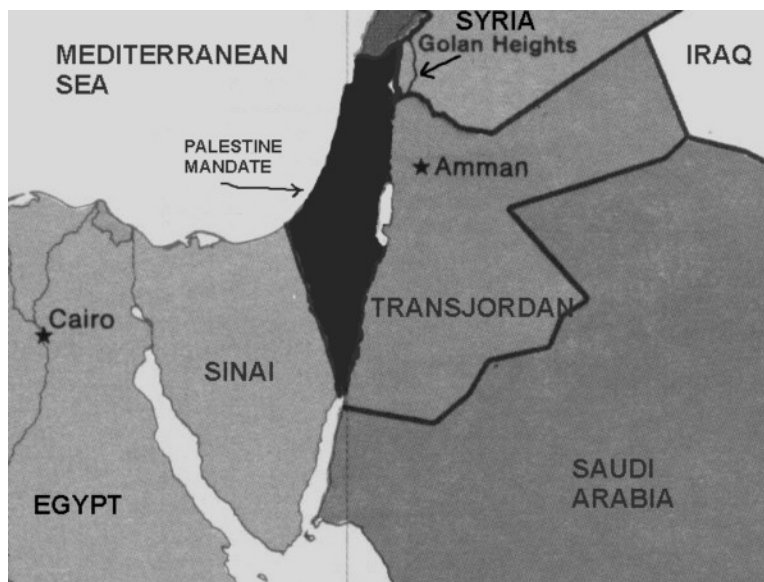 SYRIA
MEDITERRANEAN
SEA
Golan Heights
IRAQ
PALESTINE
MANDATE
Amman
TRANSJORDAN
Cairo
SINAI
SAUDI
ARABIA
EGYPT